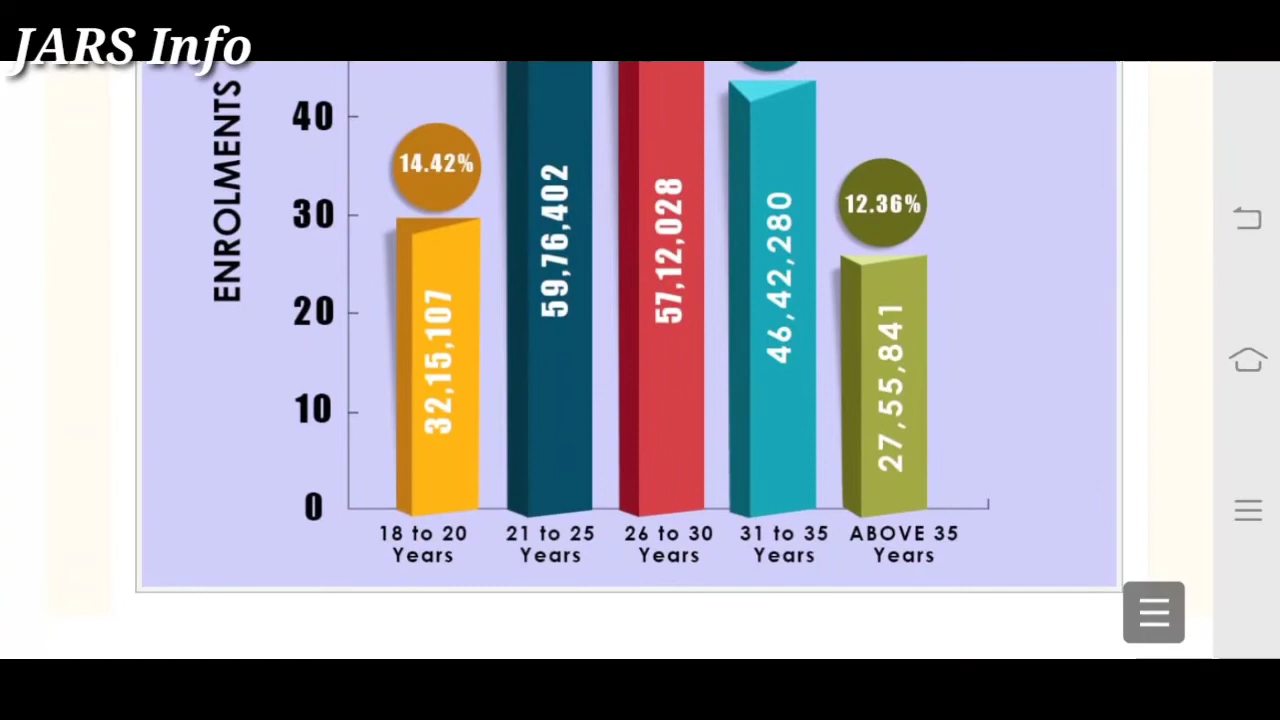 JARS Info
ENROLMENTS
40
30
20
10
0
14.42%
12.36%
32,15,107
59,76,402
57,12,028
46,42,280
27,55,841
18 to 20
Years
21 to 25
Years
26 to 30
Years
31 to 35
Years
ABOVE 35
Years